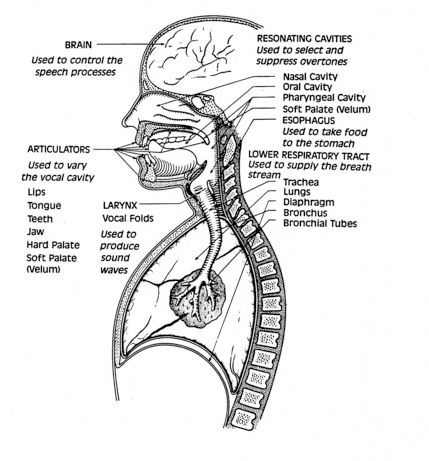 BRAIN
Used to control the
speech processes
RESONATING CAVITIES
Used to select and
suppress overtones
Nasal Cavity
Oral Cavity
Pharyngeal Cavity
Soft Palate (Velum)
ESOPHAGUS
Used to take food
to the stomach
LOWER RESPIRATORY TRACT
Used to supply the breath
stream
Trachea
Lungs
Diaphragm
Bronchus
Bronchial Tubes
ARTICULATORS
Used to vary
the vocal cavity
Lips
Tongue
Teeth
Jaw
Hard Palate
Soft Palate
(Velum)
LARYNX
Vocal Folds
Used to
produce
sound
waves